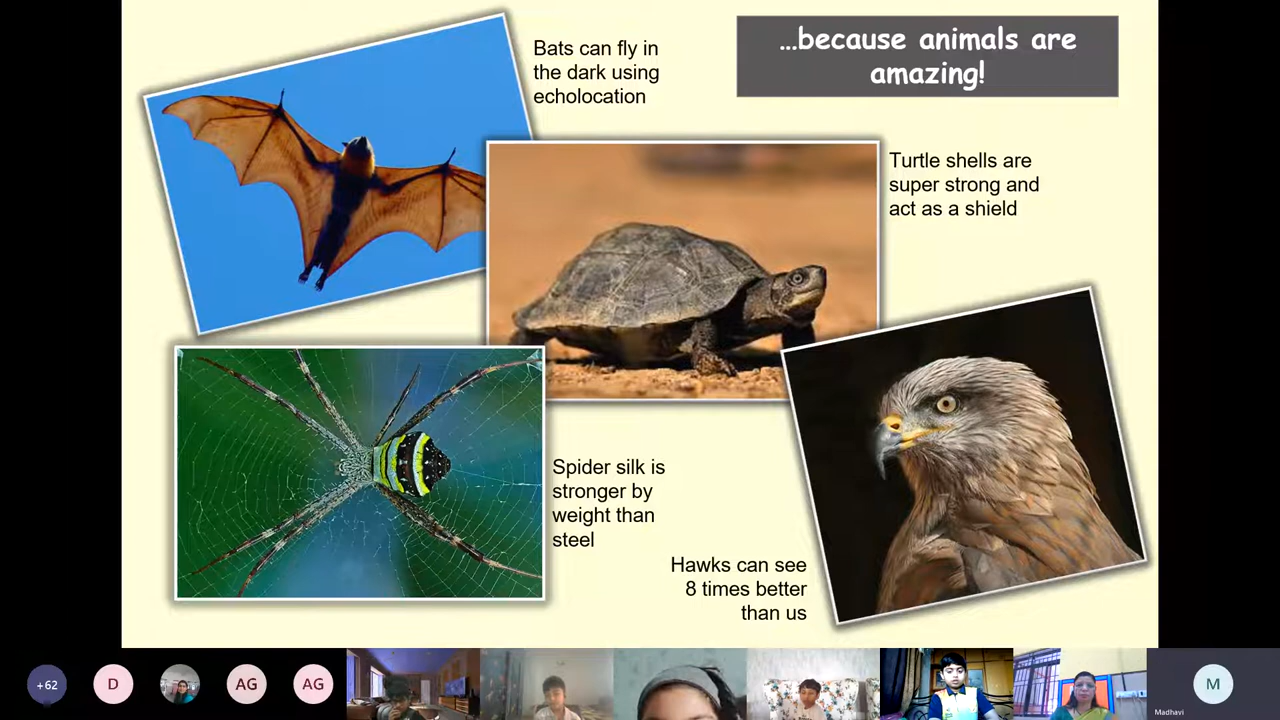 ...because animals are
amazing!
Bats can fly in
the dark using
echolocation
Turtle shells are
super strong and
act as a shield
Spider silk is
stronger by
weight than
steel
Hawks can see
8 times better
than us
+62
D
AG
AG
M
Madhavi